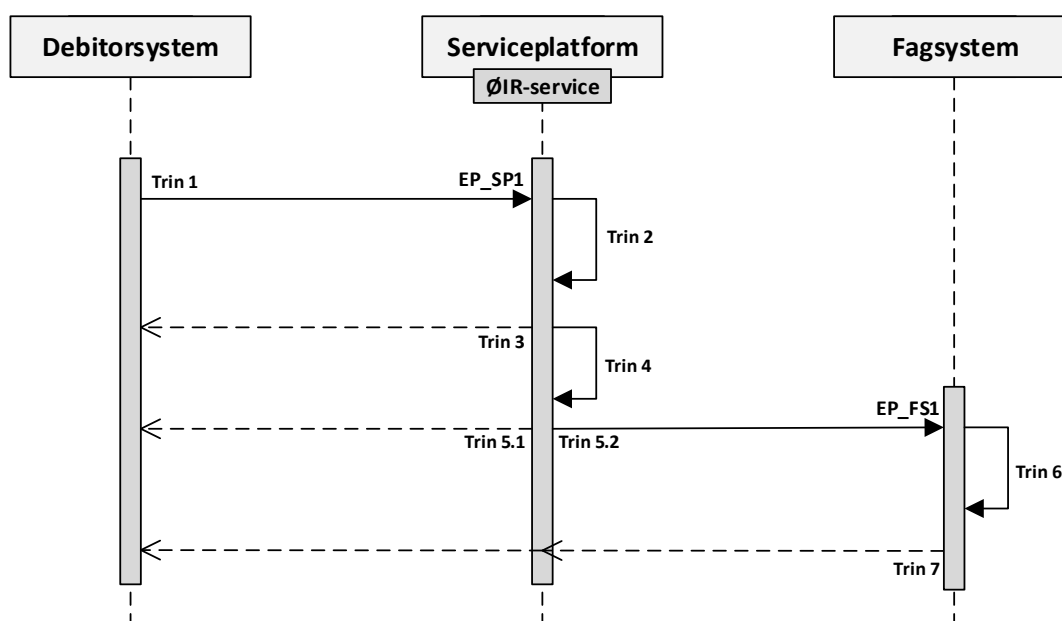 Debitorsystem
Serviceplatform
Fagsystem
ØIR-service
Trin 1
EP_SP1
Trin 2
Trin 3
Trin 4
EP_FS1
Trin 5.1
Trin 5.2
Trin 6
Trin 7